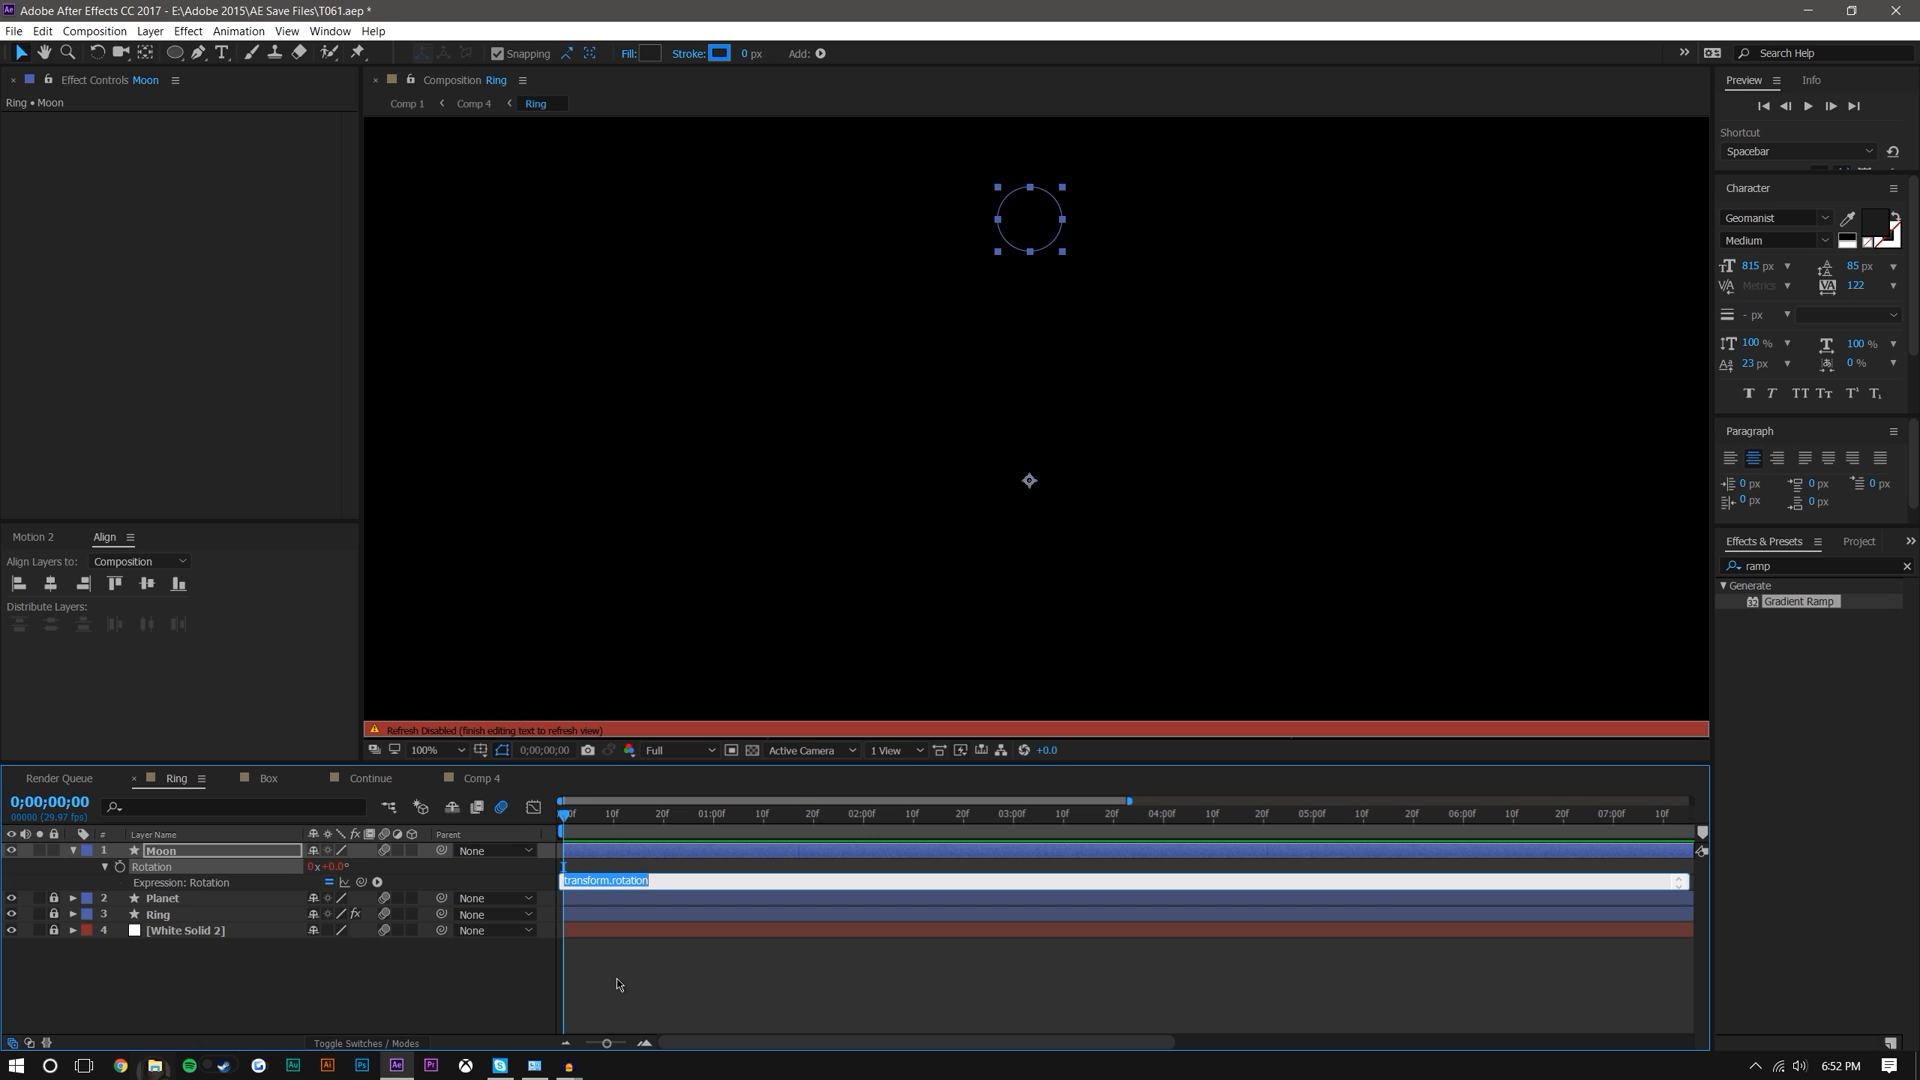 Adobe After Effects CC 2017 - E:\Adobe 2015\AE Save Files\T061.aep *
File Edit Composition Layer Effect Animation View Window Help
Snapping Fill: Stroke: 0 px Add: Search Help
Effect Controls Moon
Ring • Moon
Composition Ring
Comp 1 Comp 4 Ring
Preview Info
Shortcut
Spacebar
Character
Geomanist
Medium
815 px 85 px
Metrics 122
- px
100 % 100 %
23 px 0 %
Paragraph
0 px 0 px 0 px
0 px 0 px
Effects & Presets Project
ramp
Generate
Gradient Ramp
Motion 2 Align
Align Layers to: Composition
Distribute Layers:
Refresh Disabled (finish editing text to refresh view)
100% 0;00;00;00 Full Active Camera 1 View +0.0
Render Queue Ring Box Continue Comp 4
0;00;00;00
00000 (29.97 fps)
10f 20f 01:00f 10f 20f 02:00f 10f 20f 03:00f 10f 20f 04:00f 10f 20f 05:00f 10f 20f 06:00f 10f 20f 07:00f 10f
# Layer Name Parent
1 Moon None
Rotation 0x+0.0°
Expression: Rotation
transform.rotation
2 Planet None
3 Ring fx None
4 [White Solid 2] None
Toggle Switches / Modes
6:52 PM